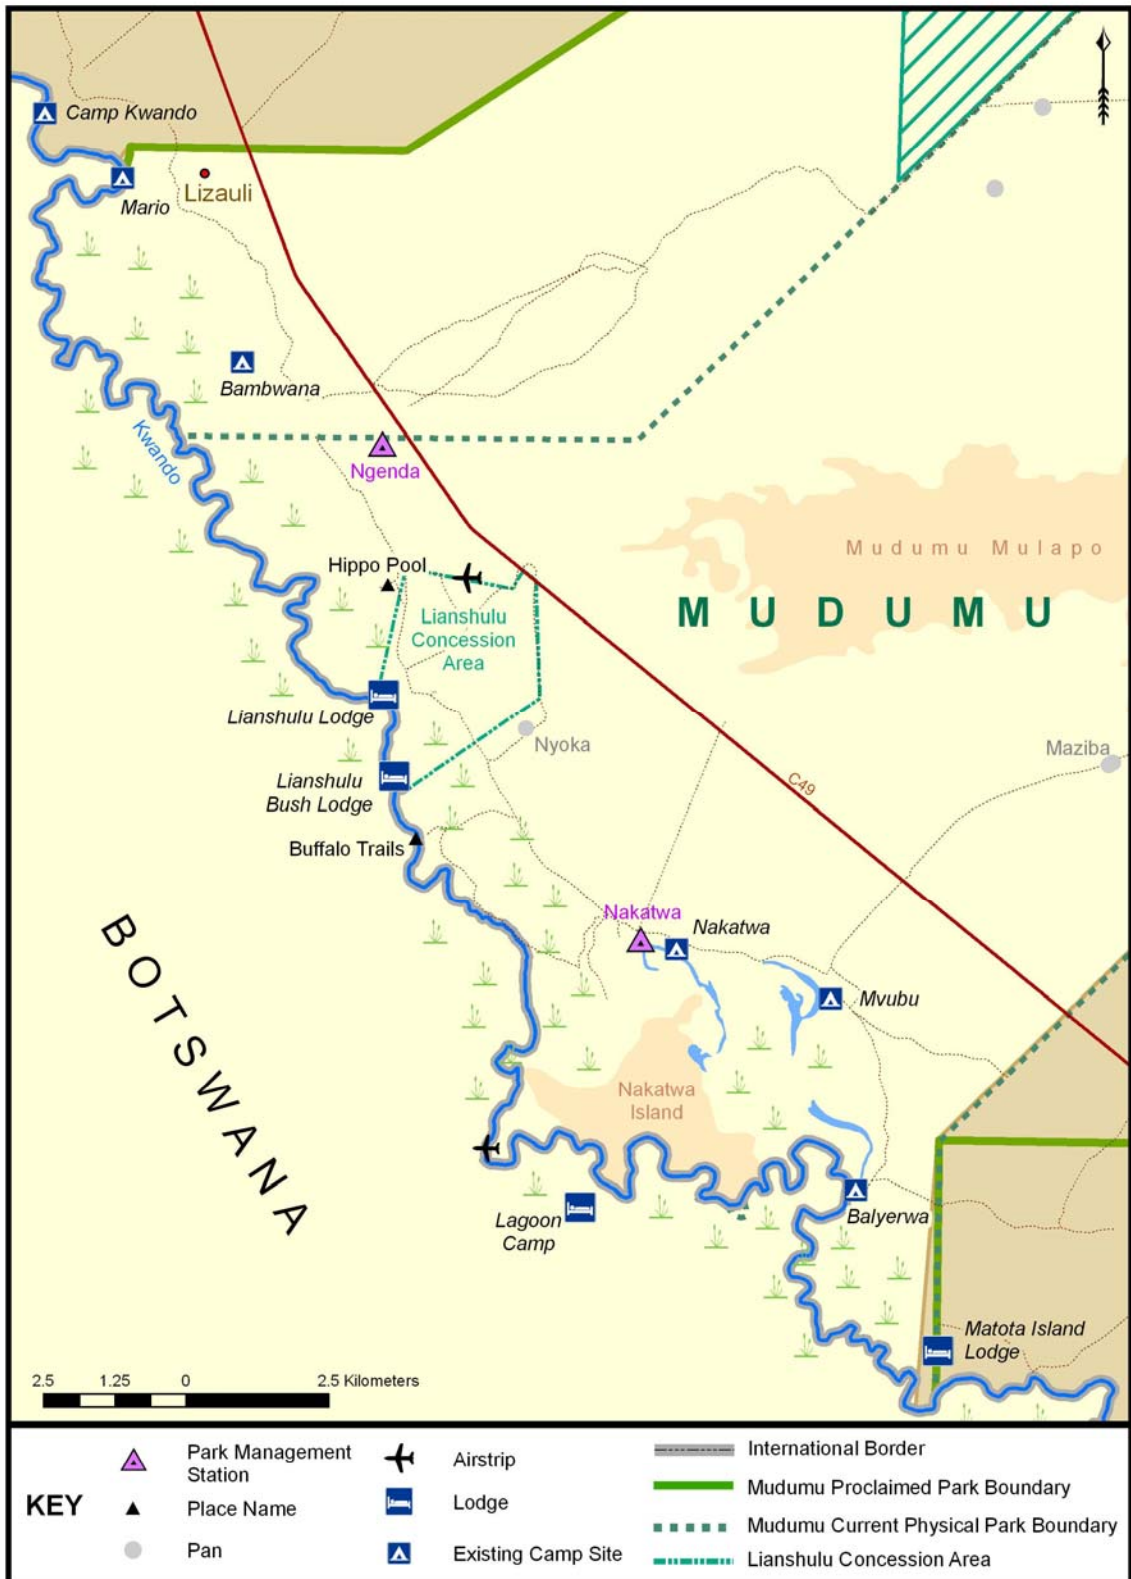 Camp Kwando
Mario
Lizauli
Bambwana
Kwando
Ngenda
Hippo Pool
Lianshulu
Concession
Area
Mudumu Mulapo
MUDUMU
Lianshulu Lodge
Nyoka
Maziba
Lianshulu
Bush Lodge
C49
Buffalo Trails
Nakatwa
Nakatwa
Mvubu
BOTSWANA
Nakatwa
Island
Lagoon
Camp
Balyerwa
Matota Island
Lodge
2.5 1.25 0 2.5 Kilometers
KEY
Park Management
Station
Place Name
Pan
Airstrip
Lodge
Existing Camp Site
International Border
Mudumu Proclaimed Park Boundary
Mudumu Current Physical Park Boundary
Lianshulu Concession Area